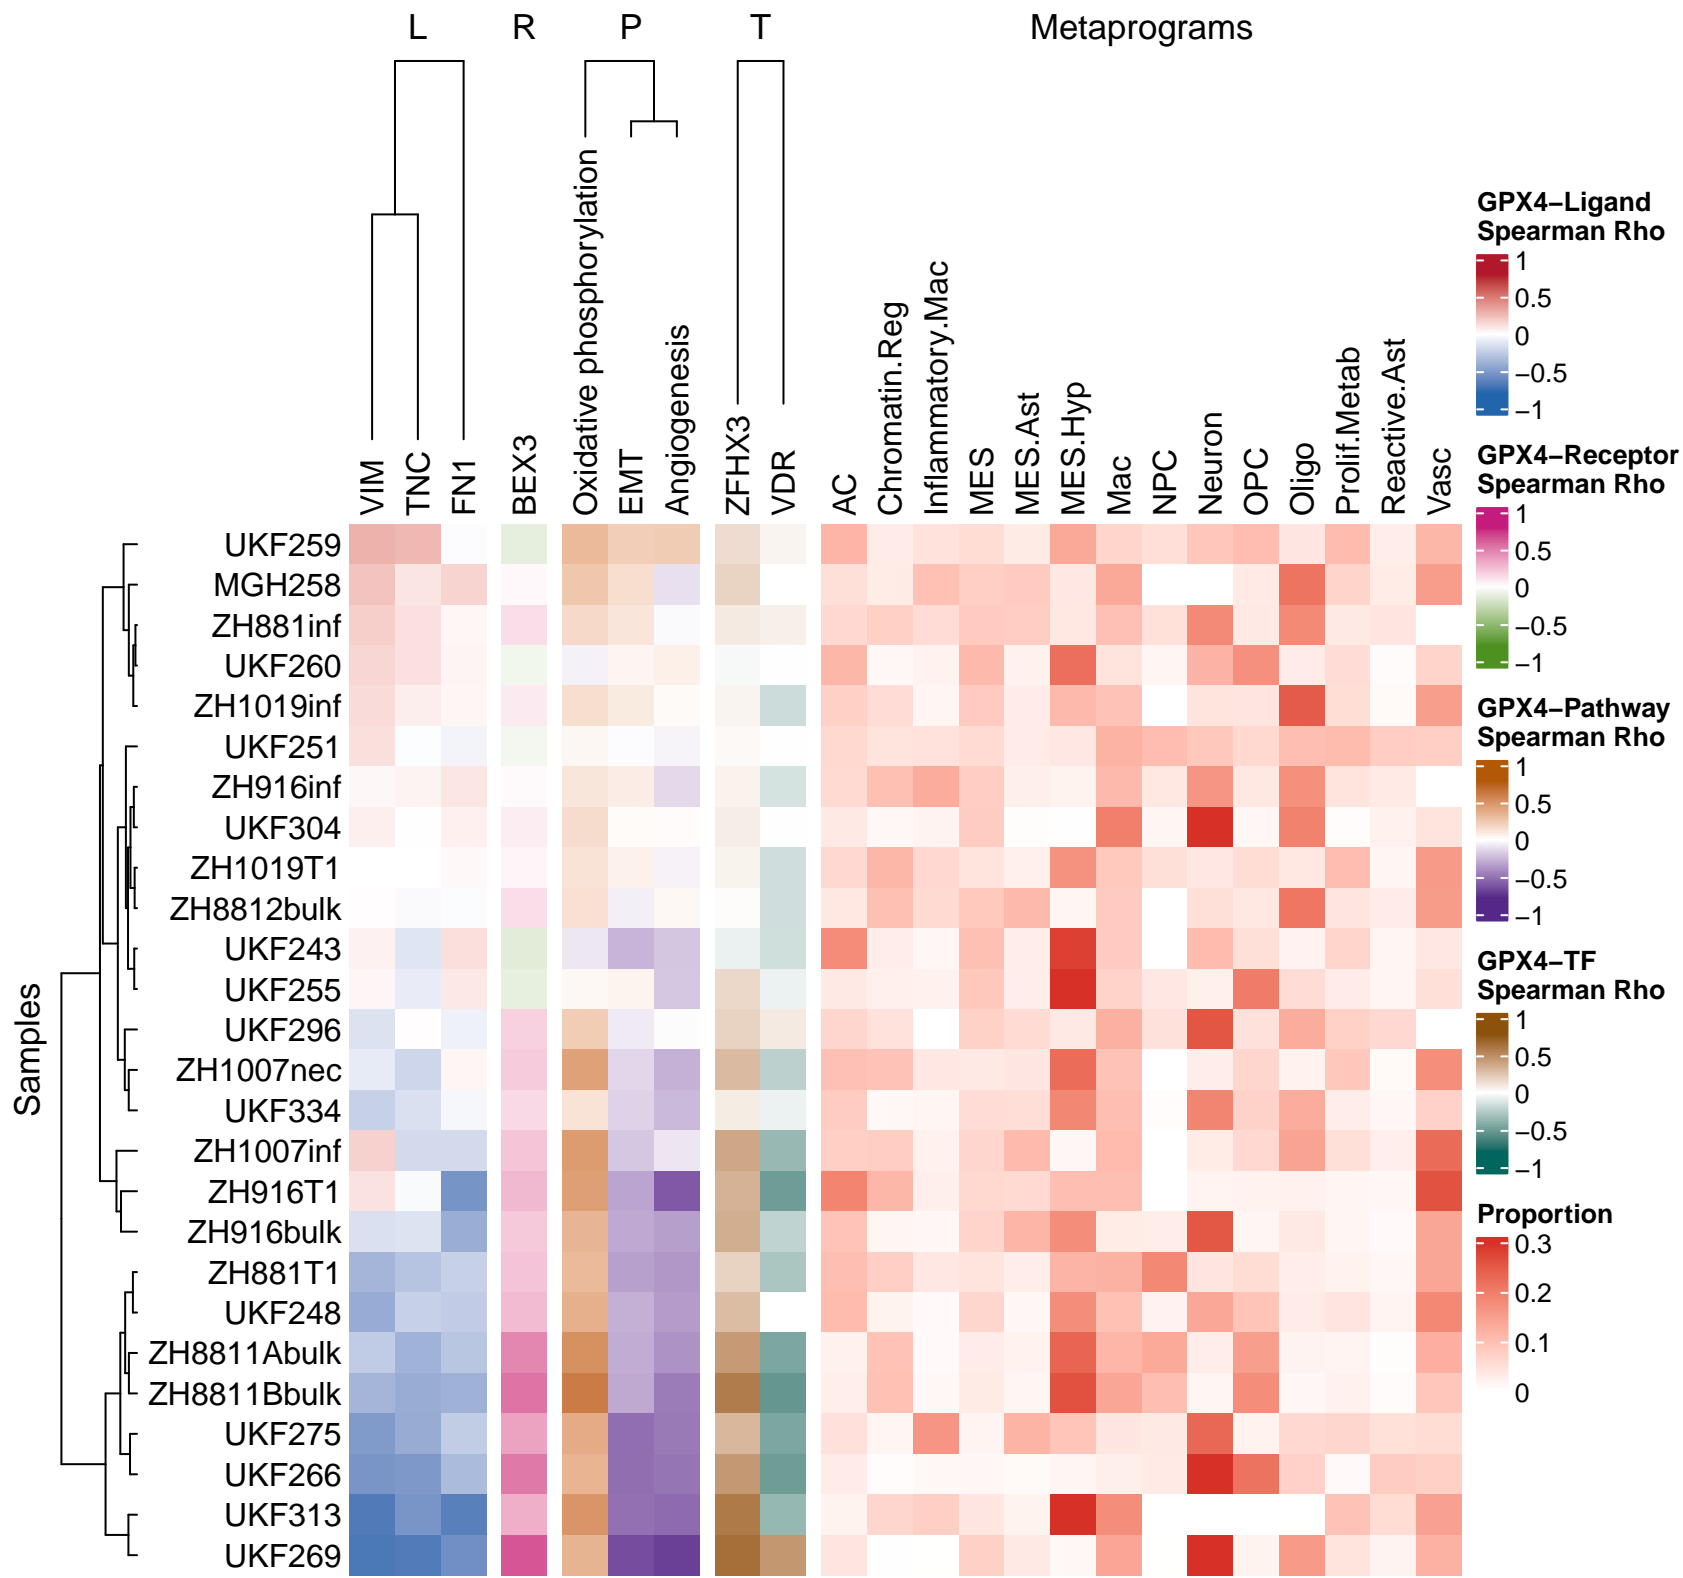 L R P T Metaprograms
VIM
TNC
FN1
BEX3
Oxidative phosphorylation
EMT
Angiogenesis
ZFHX3
VDR
AC
Chromatin.Reg
Inflammatory.Mac
MES
MES.Ast
MES.Hyp
Mac
NPC
Neuron
OPC
Oligo
Prolif.Metab
Reactive.Ast
Vasc
Samples
UKF259
MGH258
ZH881inf
UKF260
ZH1019inf
UKF251
ZH916inf
UKF304
ZH1019T1
ZH8812bulk
UKF243
UKF255
UKF296
ZH1007nec
UKF334
ZH1007inf
ZH916T1
ZH916bulk
ZH881T1
UKF248
ZH8811Abulk
ZH8811Bbulk
UKF275
UKF266
UKF313
UKF269
GPX4−Ligand
Spearman Rho
1
0.5
0
−0.5
−1
GPX4−Receptor
Spearman Rho
1
0.5
0
−0.5
−1
GPX4−Pathway
Spearman Rho
1
0.5
0
−0.5
−1
GPX4−TF
Spearman Rho
1
0.5
0
−0.5
−1
Proportion
0.3
0.2
0.1
0